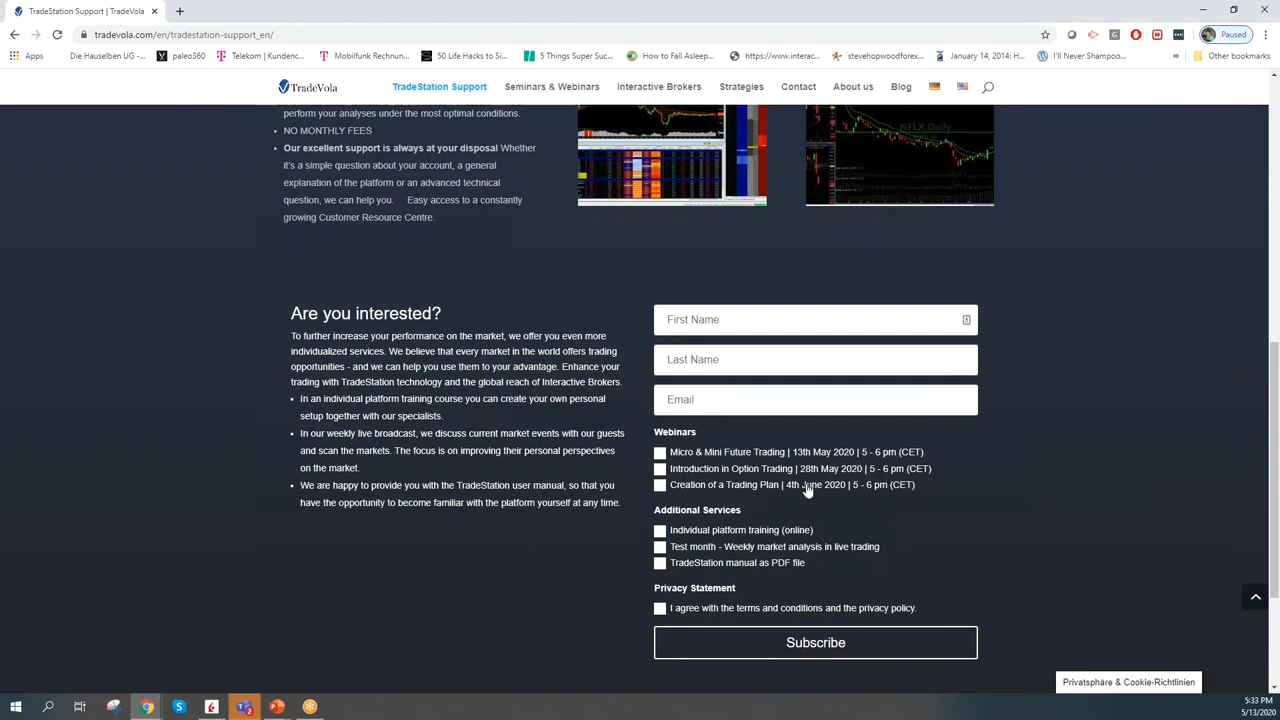 TradeStation Support | TradeVola
tradevola.com/en/tradestation-support_en/
Paused
Apps
Die Hauselben UG -...
paleo360
Telekom | Kundenc...
Mobilfunk Rechnun...
50 Life Hacks to Si...
5 Things Super Suc...
How to Fall Asleep...
https://www.interac...
stevehopwoodforex...
January 14, 2014: H...
I'll Never Shampoo...
»
Other bookmarks
TradeVola
TradeStation Support
Seminars & Webinars
Interactive Brokers
Strategies
Contact
About us
Blog
perform your analyses under the most optimal conditions.
NO MONTHLY FEES
Our excellent support is always at your disposal Whether
it's a simple question about your account, a general
explanation of the platform or an advanced technical
question, we can help you. Easy access to a constantly
growing Customer Resource Centre.
NFLX, Daily
Are you interested?
To further increase your performance on the market, we offer you even more
individualized services. We believe that every market in the world offers trading
opportunities - and we can help you use them to your advantage. Enhance your
trading with TradeStation technology and the global reach of Interactive Brokers.
In an individual platform training course you can create your own personal
setup together with our specialists.
In our weekly live broadcast, we discuss current market events with our guests
and scan the markets. The focus is on improving their personal perspectives
on the market.
We are happy to provide you with the TradeStation user manual, so that you
have the opportunity to become familiar with the platform yourself at any time.
First Name
Last Name
Email
Webinars
Micro & Mini Future Trading | 13th May 2020 | 5 - 6 pm (CET)
Introduction in Option Trading | 28th May 2020 | 5 - 6 pm (CET)
Creation of a Trading Plan | 4th June 2020 | 5 - 6 pm (CET)
Additional Services
Individual platform training (online)
Test month - Weekly market analysis in live trading
TradeStation manual as PDF file
Privacy Statement
I agree with the terms and conditions and the privacy policy.
Subscribe
Privatsphäre & Cookie-Richtlinien
5:33 PM
5/13/2020